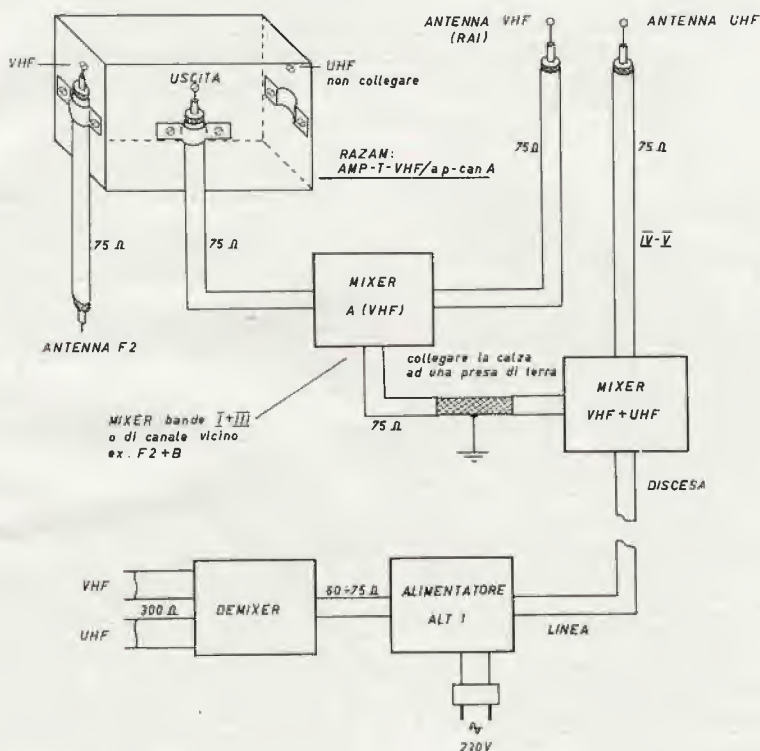 ANTENNA VHF
(RAI)
ANTENNA UHF
VHF
USCITA
UHF
non collegare
RAZAM:
AMP-T-VHF/ap-can A
75 Ω
75 Ω
75 Ω
75 Ω
IV-V
ANTENNA F2
MIXER
A (VHF)
collegare la calza
ad una presa di terra
MIXER
VHF+UHF
MIXER bande I+III
o di canale vicino
ex. F2+B
75 Ω
DISCESA
VHF
300 Ω
UHF
DEMIXER
60÷75 Ω
ALIMENTATORE
ALT 1
LINEA
220V